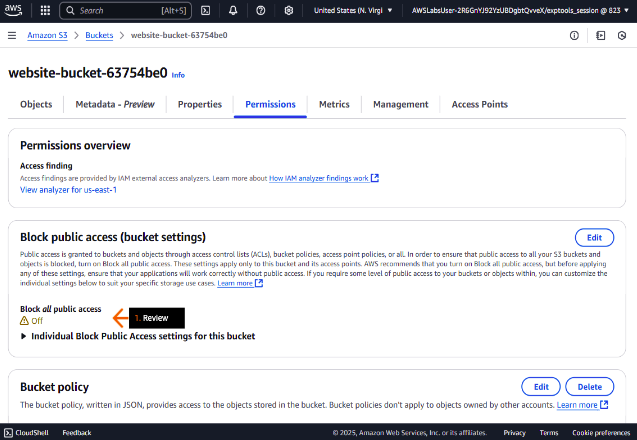 aws
Search
[Alt+S]
United States (N. Virgi
AWSLabsUser-2R6GnYJ92YzUBDgbtQvveX/exptools_session @ 823
Amazon S3 > Buckets > website-bucket-63754be0
website-bucket-63754be0 Info
Objects
Metadata - Preview
Properties
Permissions
Metrics
Management
Access Points
Permissions overview
Access finding
Access findings are provided by IAM external access analyzers. Learn more about How IAM analyzer findings work
View analyzer for us-east-1
Block public access (bucket settings)
Edit
Public access is granted to buckets and objects through access control lists (ACLs), bucket policies, access point policies, or all. In order to ensure that public access to all your S3 buckets and
objects is blocked, turn on Block all public access. These settings apply only to this bucket and its access points. AWS recommends that you turn on Block all public access, but before applying
any of these settings, ensure that your applications will work correctly without public access. If you require some level of public access to your buckets or objects within, you can customize the
individual settings below to suit your specific storage use cases. Learn more
Block all public access
Off
1. Review
Individual Block Public Access settings for this bucket
Bucket policy
Edit
Delete
The bucket policy, written in JSON, provides access to the objects stored in the bucket. Bucket policies don't apply to objects owned by other accounts. Learn more
CloudShell
Feedback
© 2025, Amazon Web Services, Inc. or its affiliates.
Privacy
Terms
Cookie preferences